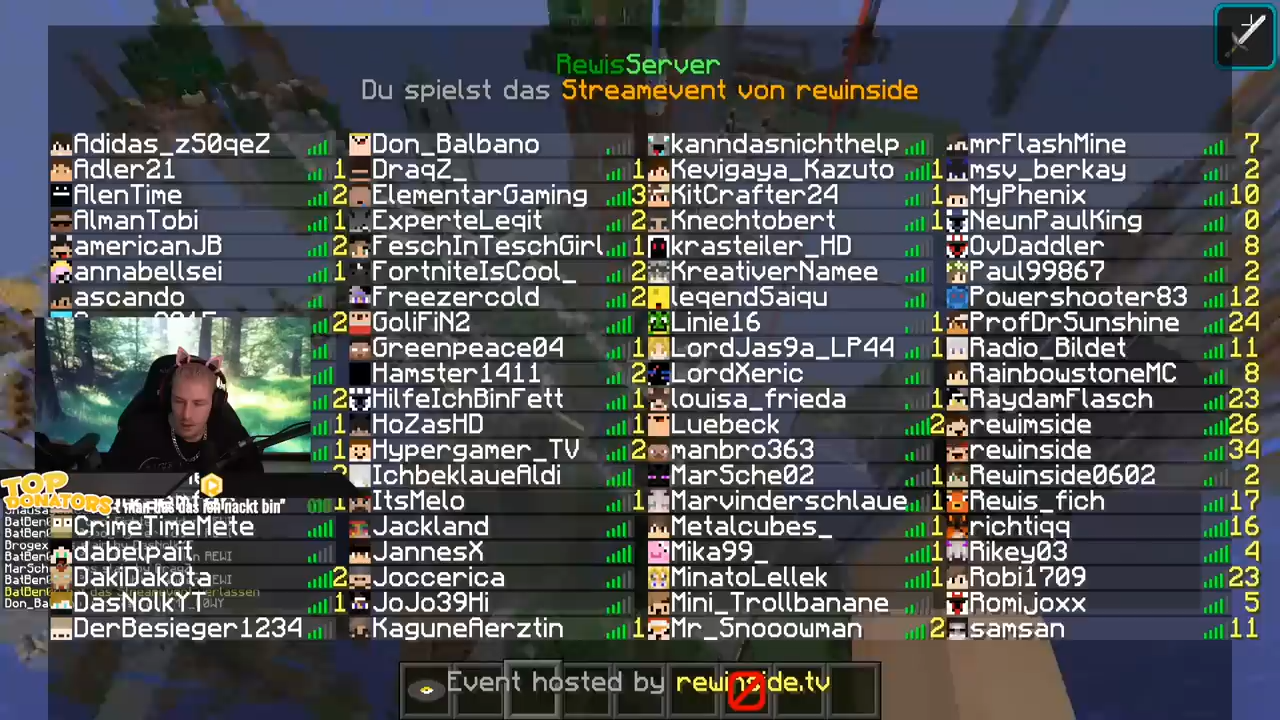 RewisServer
Du spielst das Streamevent von rewinside
Adidas_zS0qeZ Don_Balbano kanndasnichthelp mrFlashMine 7
Adler21 1 DraqZ_ 1 Kevigaya_Kazuto 1 msv_berkay 2
AlenTime 2 ElementarGaming 3 KitCrafter24 1 MyPhenix 10
AlmanTobi 1 ExperteLeqit 2 Knechtobert 1 NeunPaulKing 0
americanJB 2 FeschInTeschGirl 1 krasteiler_HD OvDaddler 8
annabellsei 1 FortniteIsCool_ 2 KreativerNamee Paul99867 2
ascando Freezercold 2 leqendSaiqu Powershooter83 12
2 GoliFiN2 Linie16 1 ProfDrSunshine 24
Greenpeace04 1 LordJas9a_LP44 1 Radio_Bildet 11
Hamster1411 2 LordXeric RainbowstoneMC 8
2 HilfeIchBinFett 1 louisa_frieda 1 RaydamFlasch 23
1 HoZasHD 1 Luebeck 2 rewimside 26
1 Hypergamer_TV 2 manbro363 rewinside 34
IchbeklaueAldi MarSche02 1 Rewinside0602 2
TOP DONATORS
ItsMelo 1 Marvinderschlaue 1 Rewis_fich 17
CrimeTimeMete Jackland Metalcubes_ 1 richtiqq 16
dabelpait JannesX Mika99_ 1 Rikey03 4
DakiDakota 2 Joccerica MinatoLellek 1 Robi1709 23
DasNolk_T 1 JoJo39Hi Mini_Trollbanane Romijoxx 5
DerBesieger1234 KaguneAerztin 1 Mr_Snooowman 2 samsan 11
Event hosted by rewinside.tv